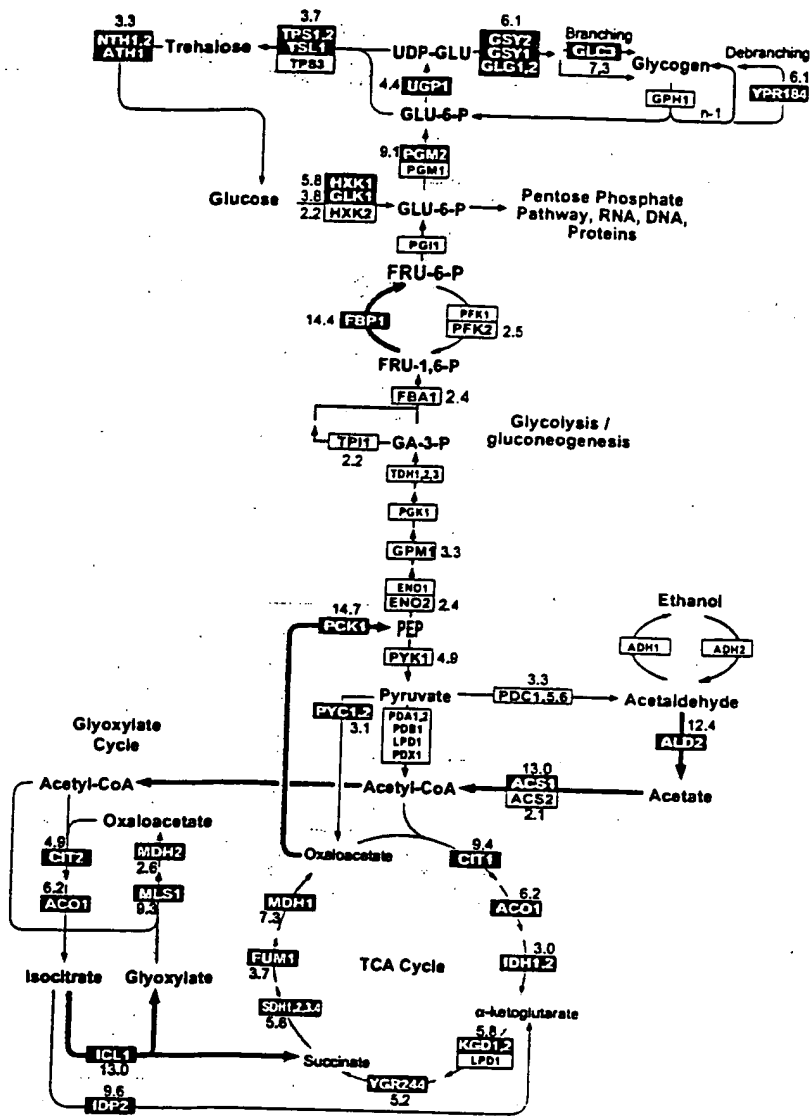 3.3
NTH1,2
ATH1
Trehalose
3.7
TPS1,2
TSL1
TPS3
UDP-GLU
6.1
GSY2
GSY1
GLG1,2
Branching
GLC3
7.3
Glycogen
Debranching
6.1
YPR184
GPH1
n-1
4.4
UGP1
GLU-6-P
9.1
PGM2
PGM1
Glucose
5.8
HXK1
3.8
GLK1
2.2
HXK2
GLU-6-P
Pentose Phosphate
Pathway, RNA, DNA,
Proteins
PGI1
FRU-6-P
14.4
FBP1
PFK1
PFK2
2.5
FRU-1,6-P
FBA1
2.4
Glycolysis /
gluconeogenesis
TPI1
2.2
GA-3-P
TDH1,2,3
PGK1
GPM1
3.3
ENO1
ENO2
2.4
14.7
PCK1
PEP
PYK1
4.9
Ethanol
ADH1
ADH2
Pyruvate
3.3
PDC1,5,6
Acetaldehyde
PYC1,2
3.1
PDA1,2
PDB1
LPD1
PDX1
12.4
ALD2
Glyoxylate
Cycle
Acetyl-CoA
Acetyl-CoA
13.0
ACS1
ACS2
2.1
Acetate
Oxaloacetate
4.9
CIT2
MDH2
2.6
6.2
ACO1
MLS1
9.3
Oxaloacetate
9.4
CIT1
MDH1
7.3
6.2
ACO1
FUM1
3.7
TCA Cycle
3.0
IDH1,2
Isocitrate
Glyoxylate
SDH1,2,3,4
5.8
α-ketoglutarate
5.8
KGD1,2
LPD1
ICL1
13.0
Succinate
YGR244
5.2
9.6
IDP2